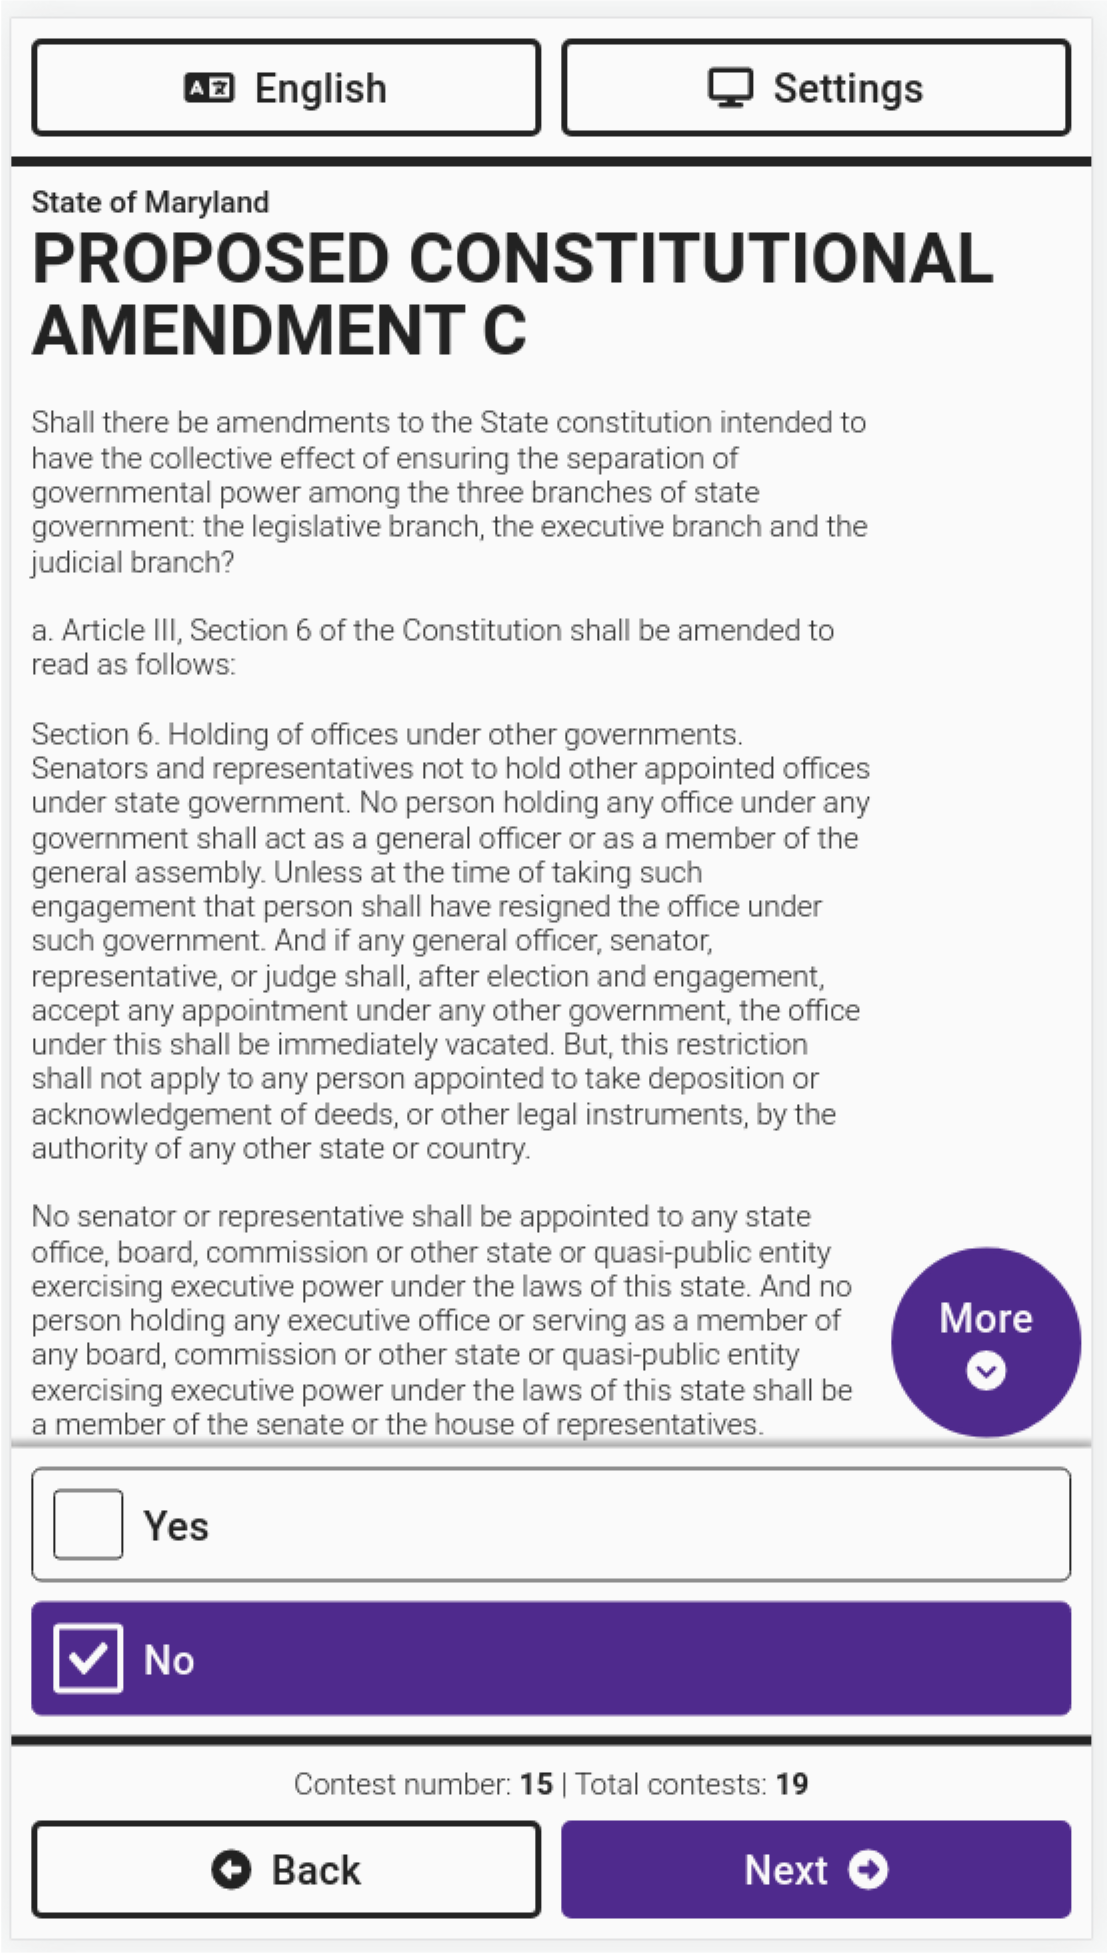 English
Settings
State of Maryland
PROPOSED CONSTITUTIONAL
AMENDMENT C
Shall there be amendments to the State constitution intended to
have the collective effect of ensuring the separation of
governmental power among the three branches of state
government: the legislative branch, the executive branch and the
judicial branch?
a. Article III, Section 6 of the Constitution shall be amended to
read as follows:
Section 6. Holding of offices under other governments.
Senators and representatives not to hold other appointed offices
under state government. No person holding any office under any
government shall act as a general officer or as a member of the
general assembly. Unless at the time of taking such
engagement that person shall have resigned the office under
such government. And if any general officer, senator,
representative, or judge shall, after election and engagement,
accept any appointment under any other government, the office
under this shall be immediately vacated. But, this restriction
shall not apply to any person appointed to take deposition or
acknowledgement of deeds, or other legal instruments, by the
authority of any other state or country.
No senator or representative shall be appointed to any state
office, board, commission or other state or quasi-public entity
exercising executive power under the laws of this state. And no
person holding any executive office or serving as a member of
any board, commission or other state or quasi-public entity
exercising executive power under the laws of this state shall be
a member of the senate or the house of representatives.
More
Yes
No
Contest number: 15 | Total contests: 19
Back
Next